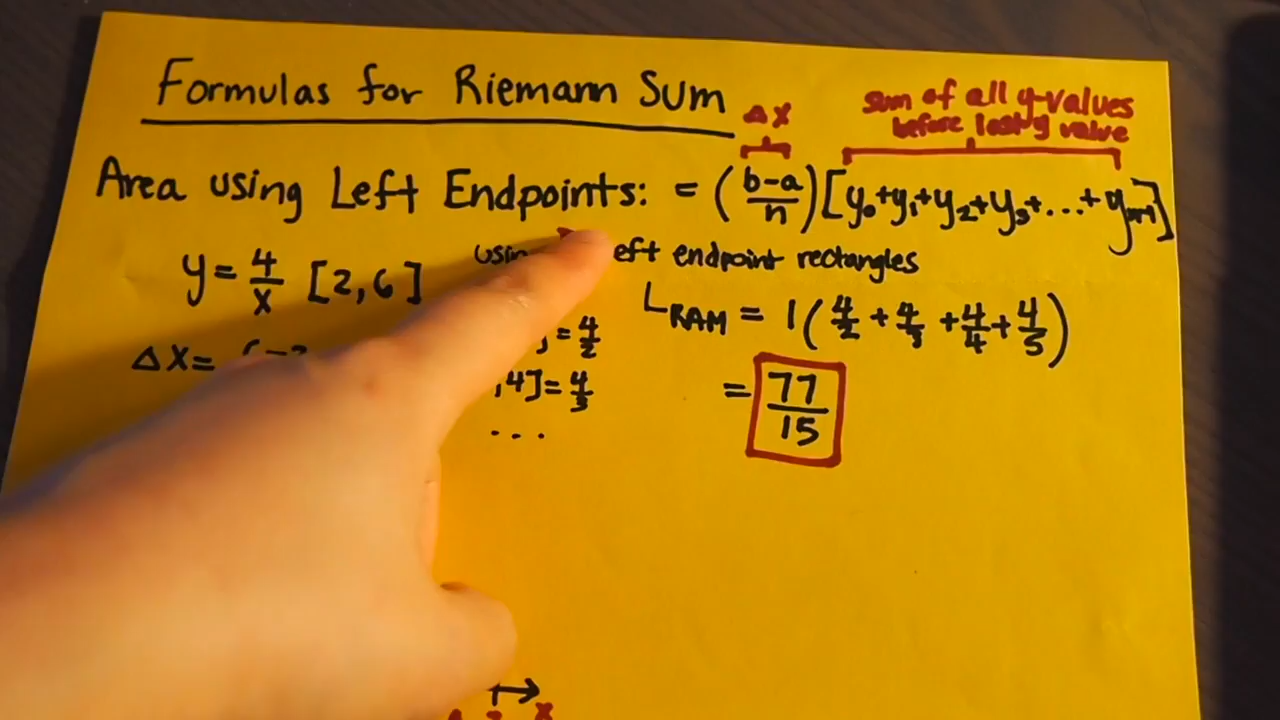 Formulas for Riemann Sum
Δx
sum of all y-values
before last y value
Area using Left Endpoints: = (b-a/n)[y₀+y₁+y₂+y₃+...+yₙ₋₁]
left endpoint rectangles
y = 4/x [2,6]
L_RAM = 1(4/2 + 4/3 + 4/4 + 4/5)
Δx =
= 4/2
,4] = 4/3
= 77/15
...
x